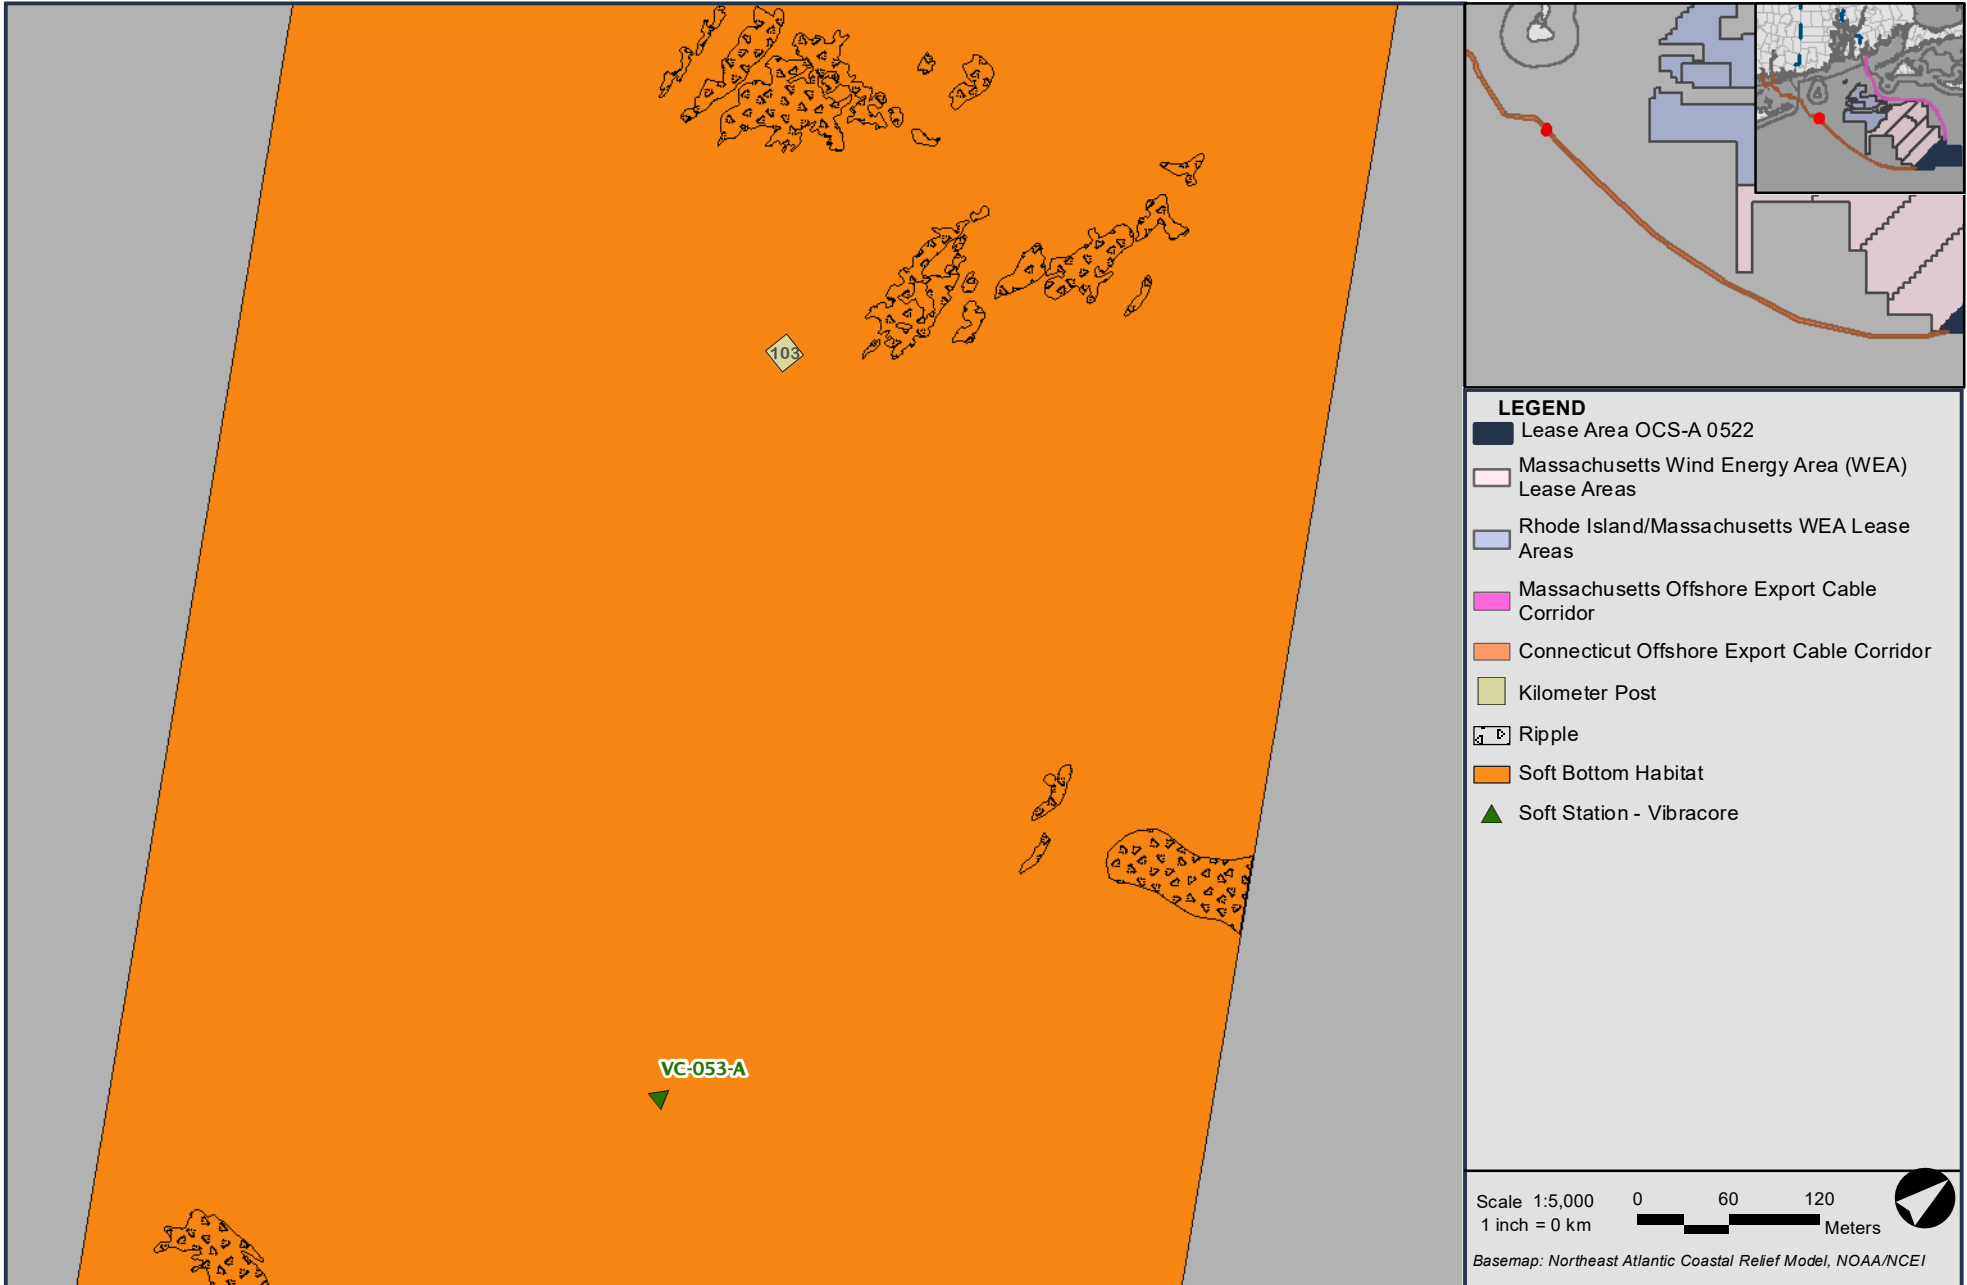 103
VC-053-A
LEGEND
Lease Area OCS-A 0522
Massachusetts Wind Energy Area (WEA)
Lease Areas
Rhode Island/Massachusetts WEA Lease
Areas
Massachusetts Offshore Export Cable
Corridor
Connecticut Offshore Export Cable Corridor
Kilometer Post
Ripple
Soft Bottom Habitat
Soft Station - Vibracore
Scale 1:5,000
1 inch = 0 km
0 60 120
Meters
Basemap: Northeast Atlantic Coastal Relief Model, NOAA/NCEI